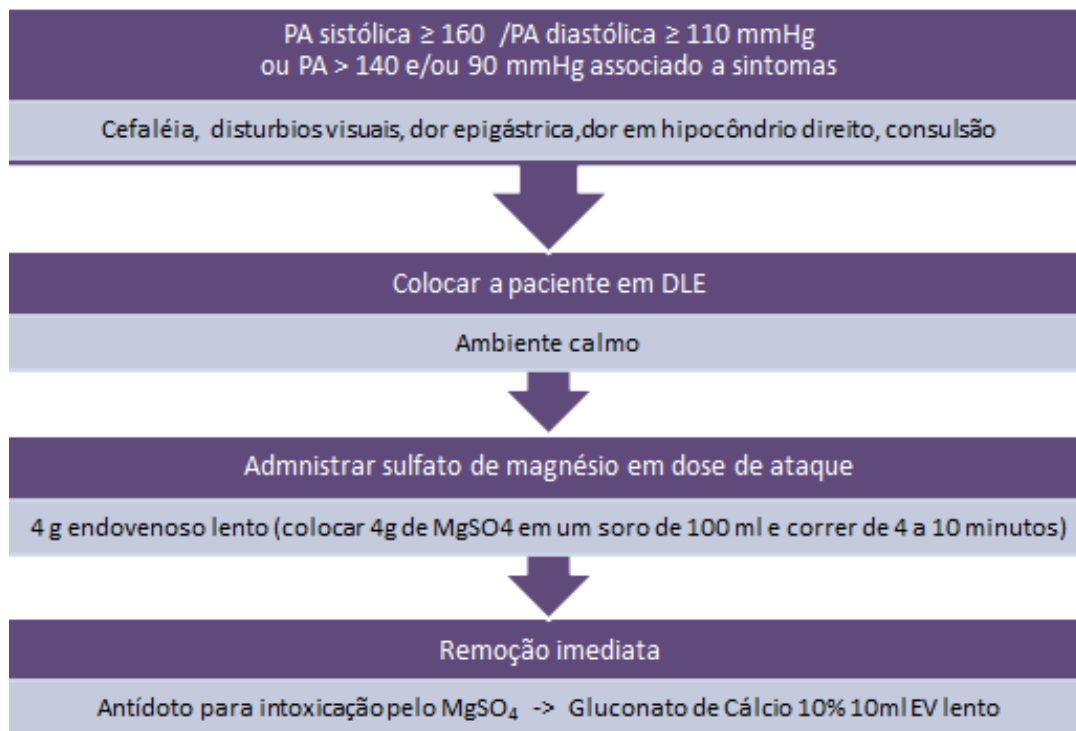 PA sistólica ≥ 160 /PA diastólica ≥ 110 mmHg
ou PA > 140 e/ou 90 mmHg associado a sintomas
Cefaléia, disturbios visuais, dor epigástrica,dor em hipocôndrio direito, consulsão
Colocar a paciente em DLE
Ambiente calmo
Admnistrar sulfato de magnésio em dose de ataque
4 g endovenoso lento (colocar 4g de MgSO4 em um soro de 100 ml e correr de 4 a 10 minutos)
Remoção imediata
Antídoto para intoxicação pelo MgSO₄ -> Gluconato de Cálcio 10% 10ml EV lento